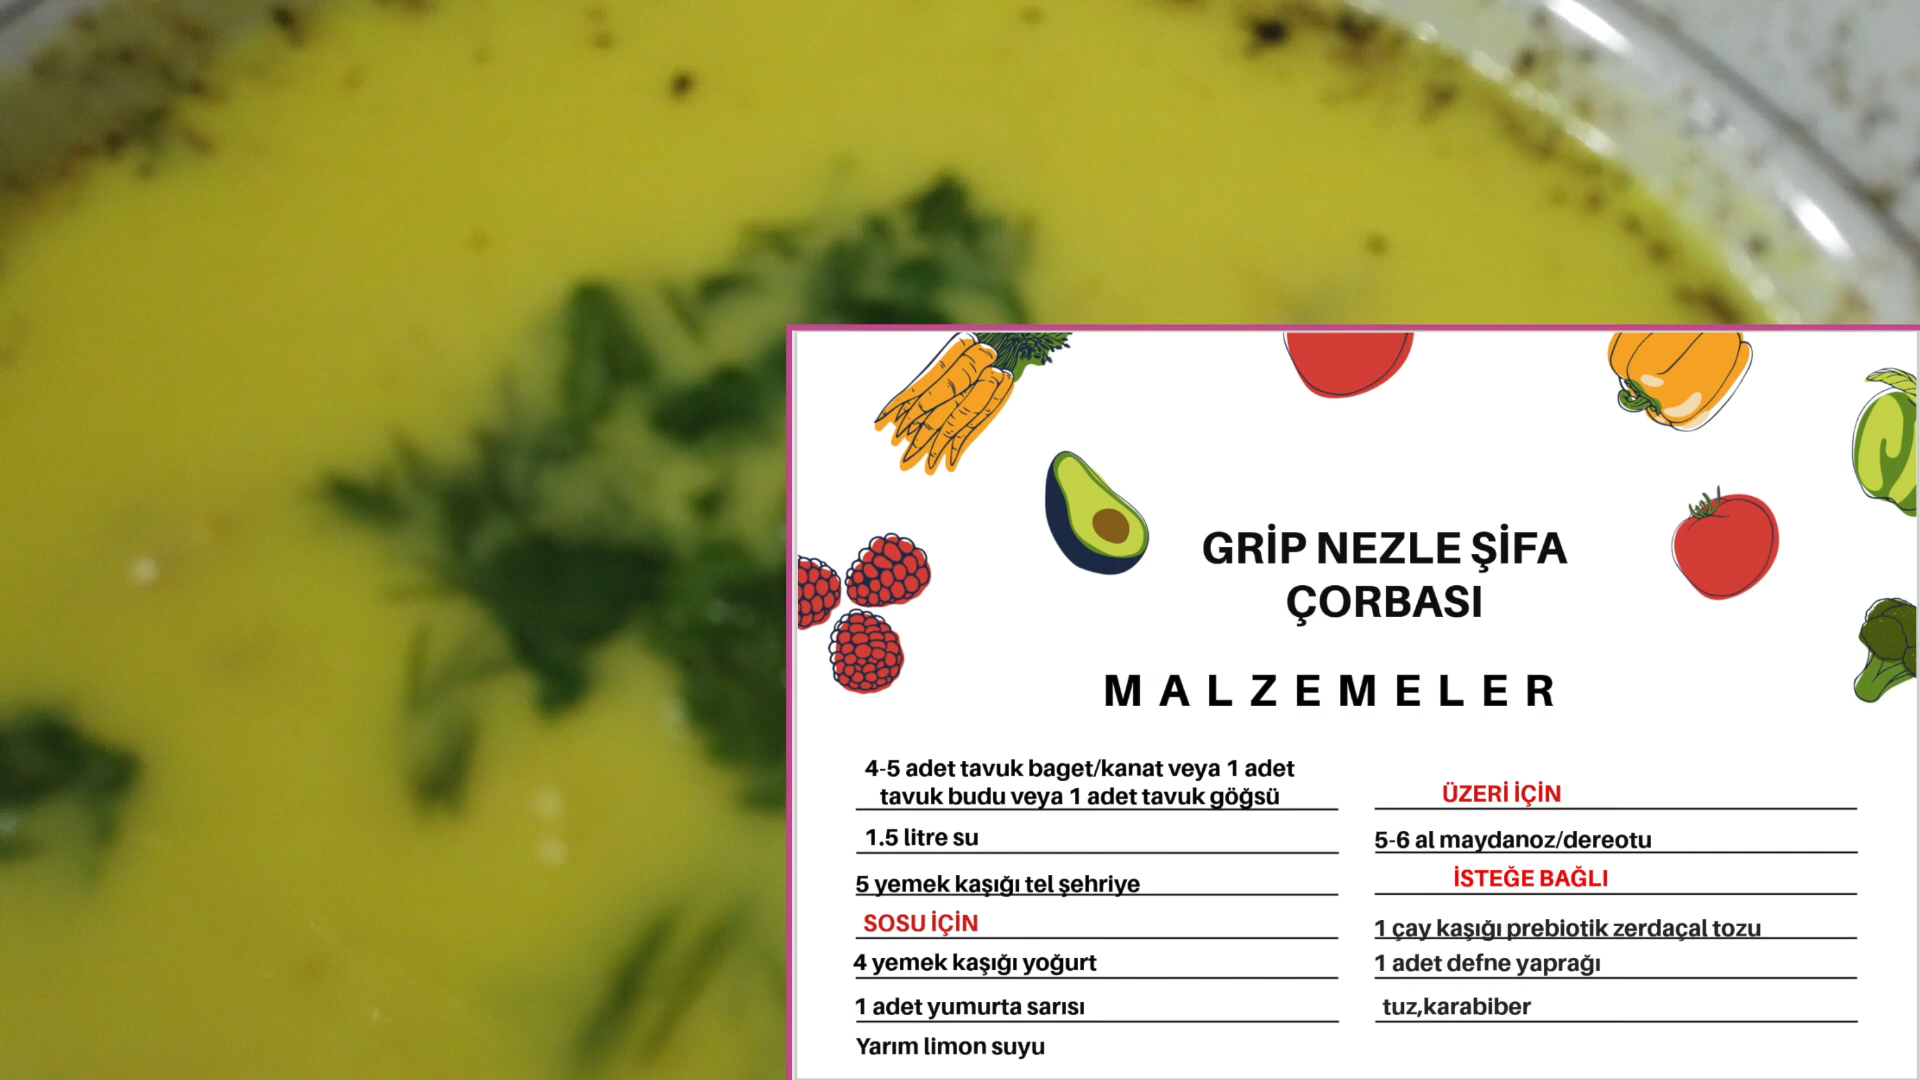 GRİP NEZLE ŞİFA
ÇORBASI
MALZEMELER
4-5 adet tavuk baget/kanat veya 1 adet
tavuk budu veya 1 adet tavuk göğsü
1.5 litre su
5 yemek kaşığı tel şehriye
SOSU İÇİN
4 yemek kaşığı yoğurt
1 adet yumurta sarısı
Yarım limon suyu
ÜZERİ İÇİN
5-6 al maydanoz/dereotu
İSTEĞE BAĞLI
1 çay kaşığı prebiotik zerdaçal tozu
1 adet defne yaprağı
tuz,karabiber